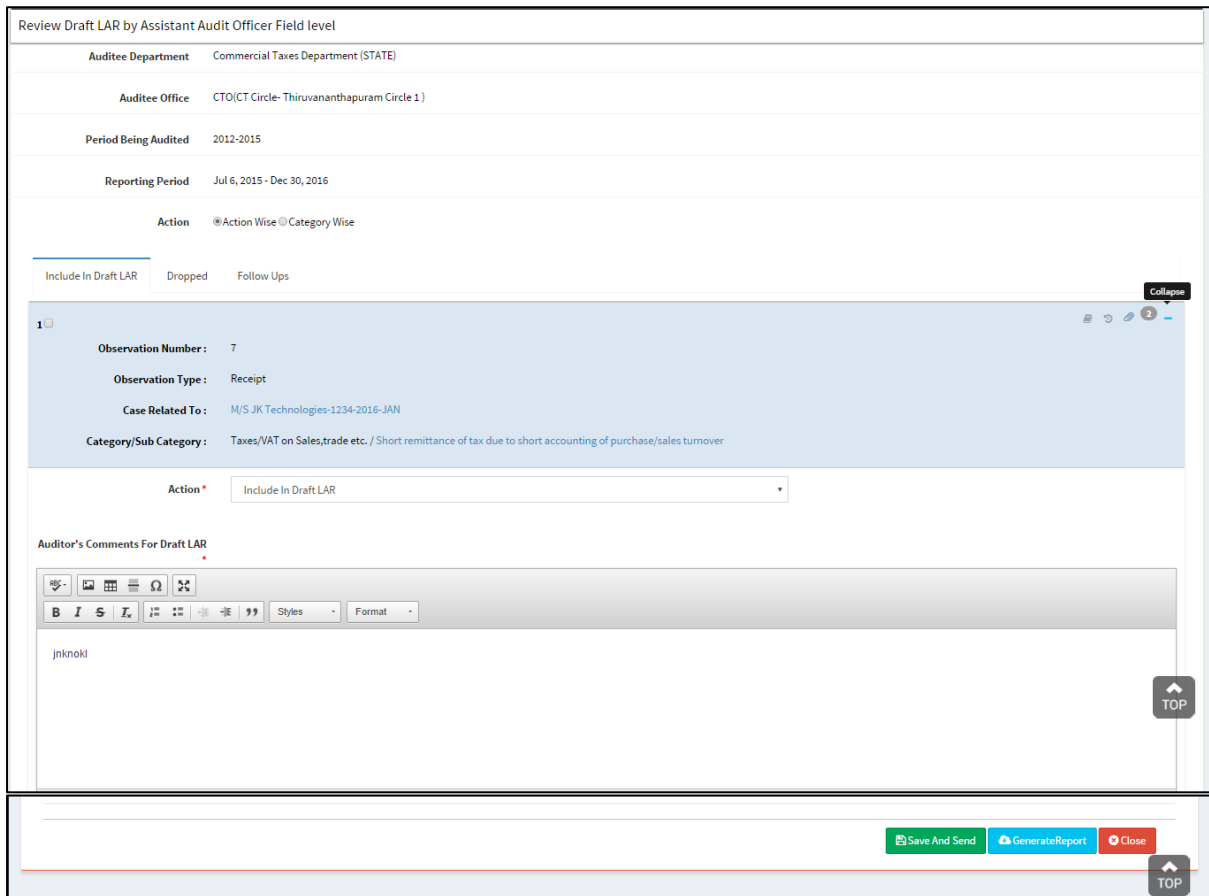 Review Draft LAR by Assistant Audit Officer Field level
Auditee Department Commercial Taxes Department (STATE)
Auditee Office CTO(CT Circle- Thiruvananthapuram Circle 1 )
Period Being Audited 2012-2015
Reporting Period Jul 6, 2015 - Dec 30, 2016
Action Action Wise Category Wise
Include In Draft LAR Dropped Follow Ups
Collapse
1 2
Observation Number : 7
Observation Type : Receipt
Case Related To : M/S JK Technologies-1234-2016-JAN
Category/Sub Category : Taxes/VAT on Sales,trade etc. / Short remittance of tax due to short accounting of purchase/sales turnover
Action * Include In Draft LAR
Auditor's Comments For Draft LAR
*
ABC Ω
B I S Ix Styles Format
jnknokl
TOP
Save And Send GenerateReport Close
TOP